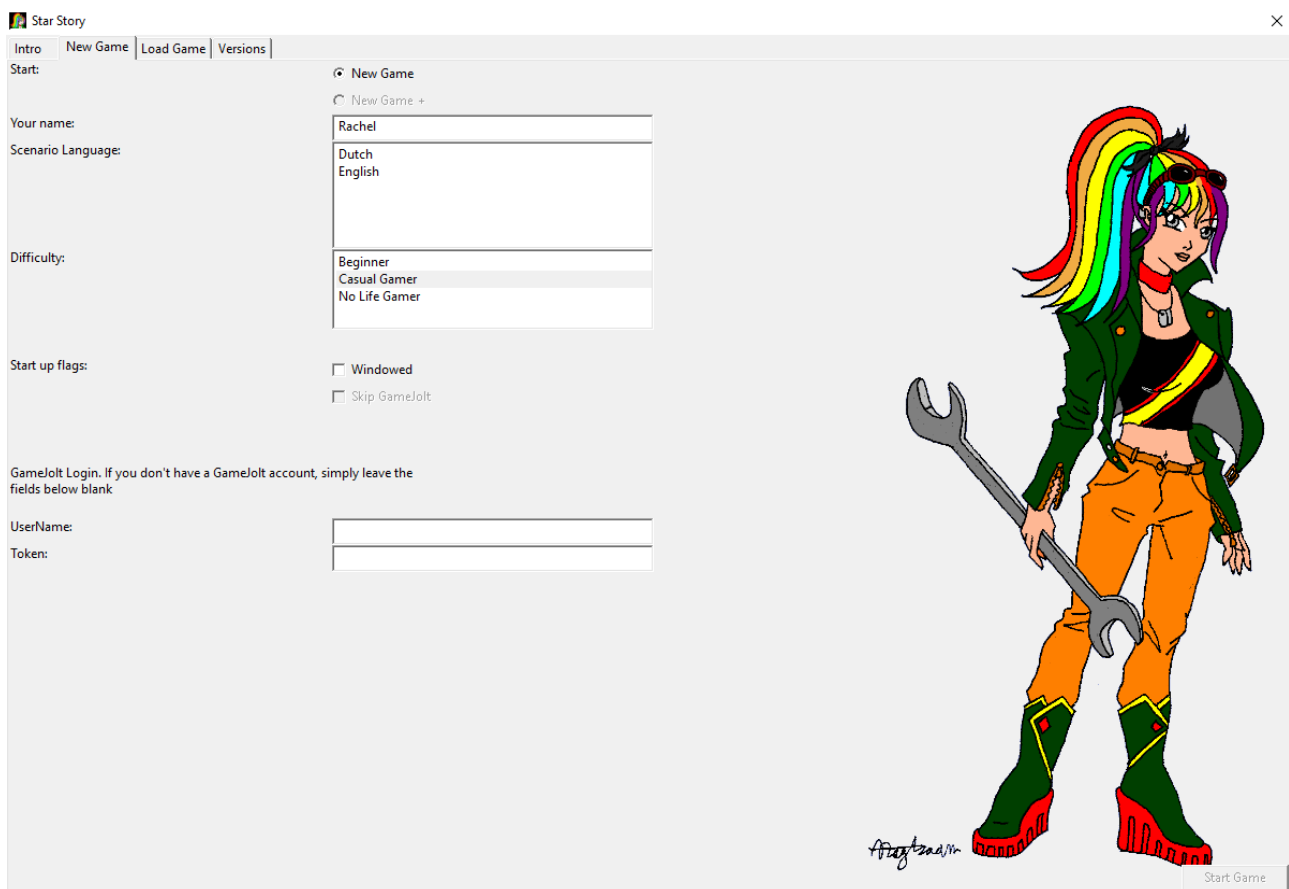 Star Story
Intro
New Game
Load Game
Versions
Start:
New Game
New Game +
Your name:
Rachel
Scenario Language:
Dutch
English
Difficulty:
Beginner
Casual Gamer
No Life Gamer
Start up flags:
Windowed
Skip GameJolt
GameJolt Login. If you don't have a GameJolt account, simply leave the
fields below blank
UserName:
Token:
Start Game